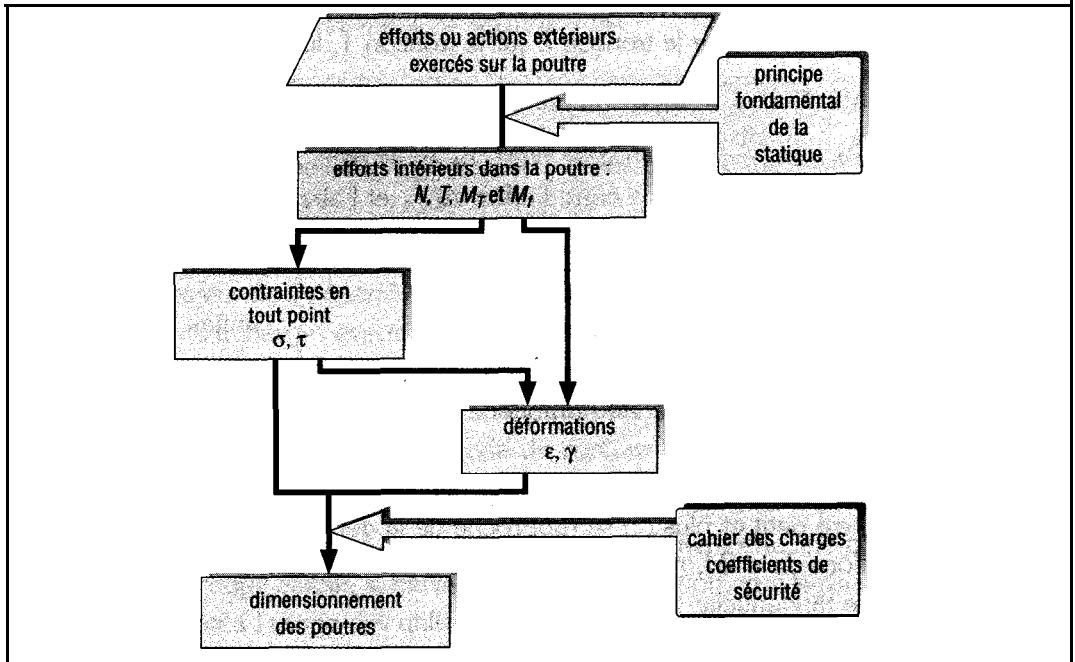 efforts ou actions extérieurs
exercés sur la poutre
principe
fondamental
de la
statique
efforts intérieurs dans la poutre :
N, T, M_T et M_f
contraintes en
tout point
σ, τ
déformations
ε, γ
cahier des charges
coefficients de
sécurité
dimensionnement
des poutres